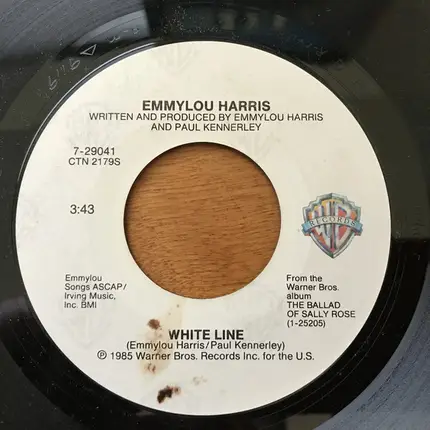 EMMYLOU HARRIS
WRITTEN AND PRODUCED BY EMMYLOU HARRIS
AND PAUL KENNERLEY
7-29041
CTN 2179S
3:43
WB
RECORDS
Emmylou
Songs ASCAP/
Irving Music,
Inc. BMI
From the
Warner Bros.
album
THE BALLAD
OF SALLY ROSE
(1-25205)
WHITE LINE
(Emmylou Harris/Paul Kennerley)
℗ 1985 Warner Bros. Records Inc. for the U.S.